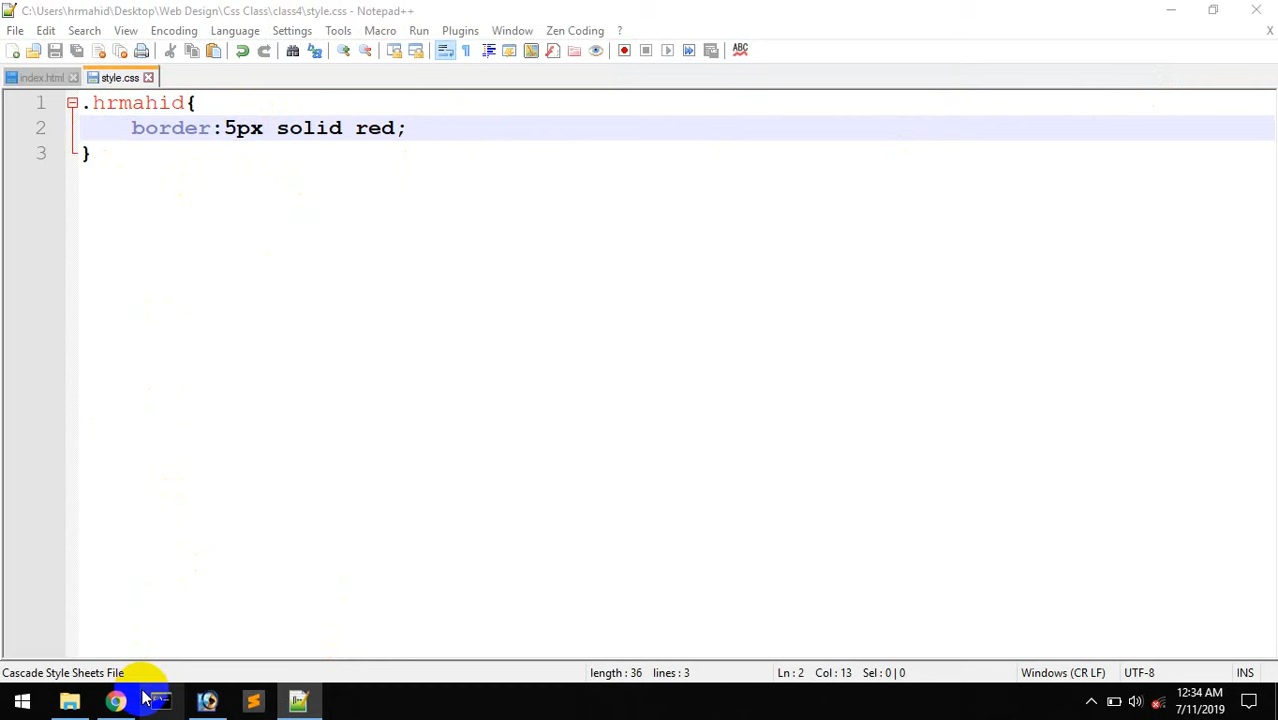 C:\Users\hrmahid\Desktop\Web Design\Css Class\class4\style.css - Notepad++
File Edit Search View Encoding Language Settings Tools Macro Run Plugins Window Zen Coding ? X
ABC
index.html style.css
1 .hrmahid{
2 border:5px solid red;
3 }
Cascade Style Sheets File length : 36 lines : 3 Ln : 2 Col : 13 Sel : 0 | 0 Windows (CR LF) UTF-8 INS
12:34 AM
7/11/2019